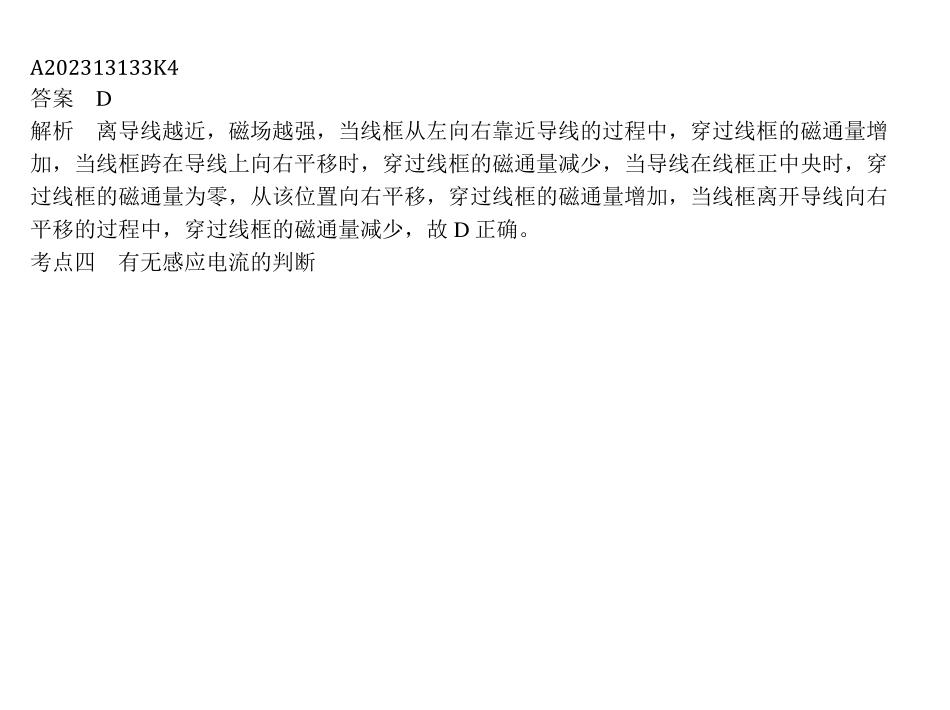 A202313133K4
答案　D
解析　离导线越近，磁场越强，当线框从左向右靠近导线的过程中，穿过线框的磁通量增
加，当线框跨在导线上向右平移时，穿过线框的磁通量减少，当导线在线框正中央时，穿
过线框的磁通量为零，从该位置向右平移，穿过线框的磁通量增加，当线框离开导线向右
平移的过程中，穿过线框的磁通量减少，故 D 正确。
考点四　有无感应电流的判断